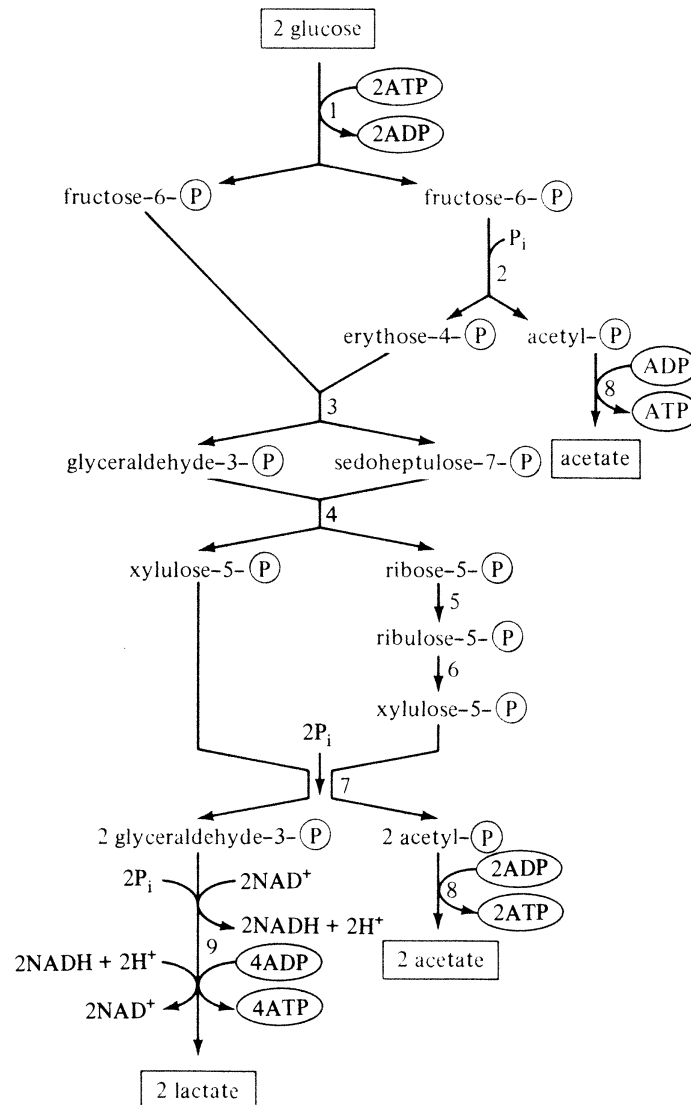 2 glucose
2ATP
1
2ADP
fructose-6-P fructose-6-P
Pi
2
erythose-4-P acetyl-P
ADP
8
3 ATP
glyceraldehyde-3-P sedoheptulose-7-P acetate
4
xylulose-5-P ribose-5-P
5
ribulose-5-P
6
xylulose-5-P
2Pi
7
2 glyceraldehyde-3-P 2 acetyl-P
2Pi 2NAD+ 2ADP
8
2NADH + 2H+ 2ATP
9
2NADH + 2H+ 4ADP 2 acetate
2NAD+ 4ATP
2 lactate